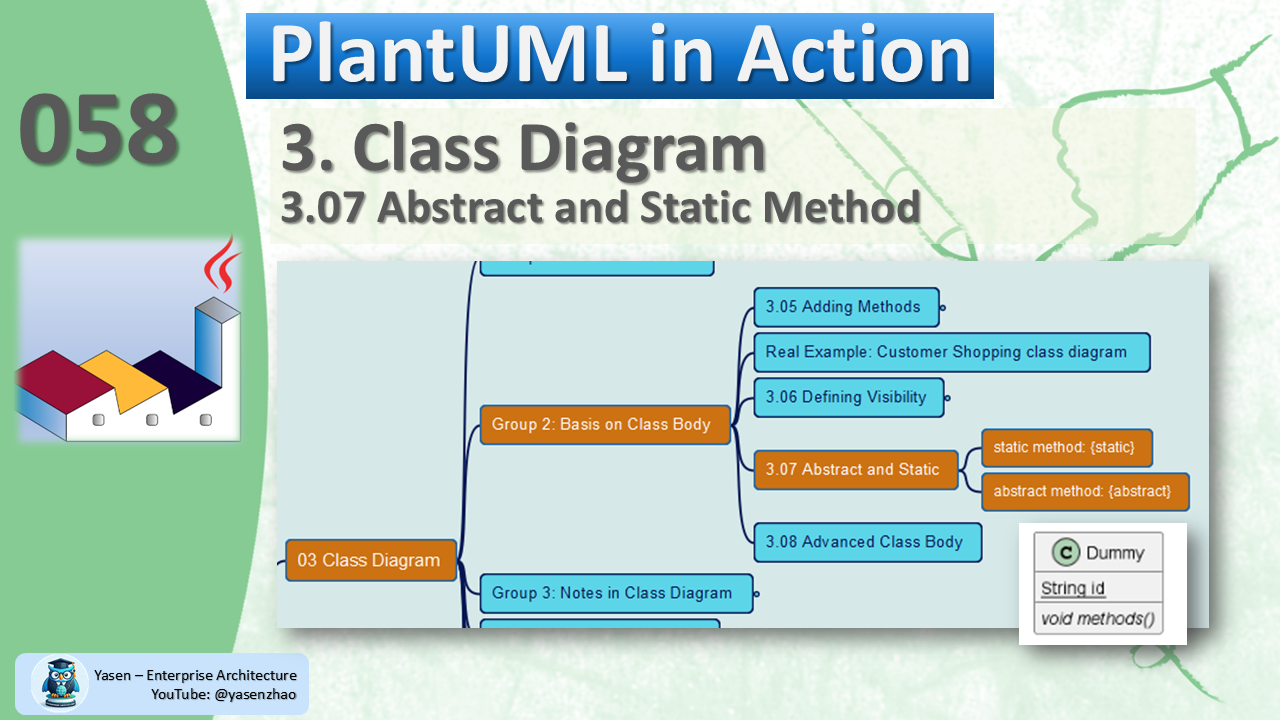 PlantUML in Action
058
3. Class Diagram
3.07 Abstract and Static Method
3.05 Adding Methods
Real Example: Customer Shopping class diagram
3.06 Defining Visibility
Group 2: Basis on Class Body
static method: {static}
3.07 Abstract and Static
abstract method: {abstract}
3.08 Advanced Class Body
03 Class Diagram
Group 3: Notes in Class Diagram
C Dummy
String id
void methods()
Yasen – Enterprise Architecture
YouTube: @yasenzhao